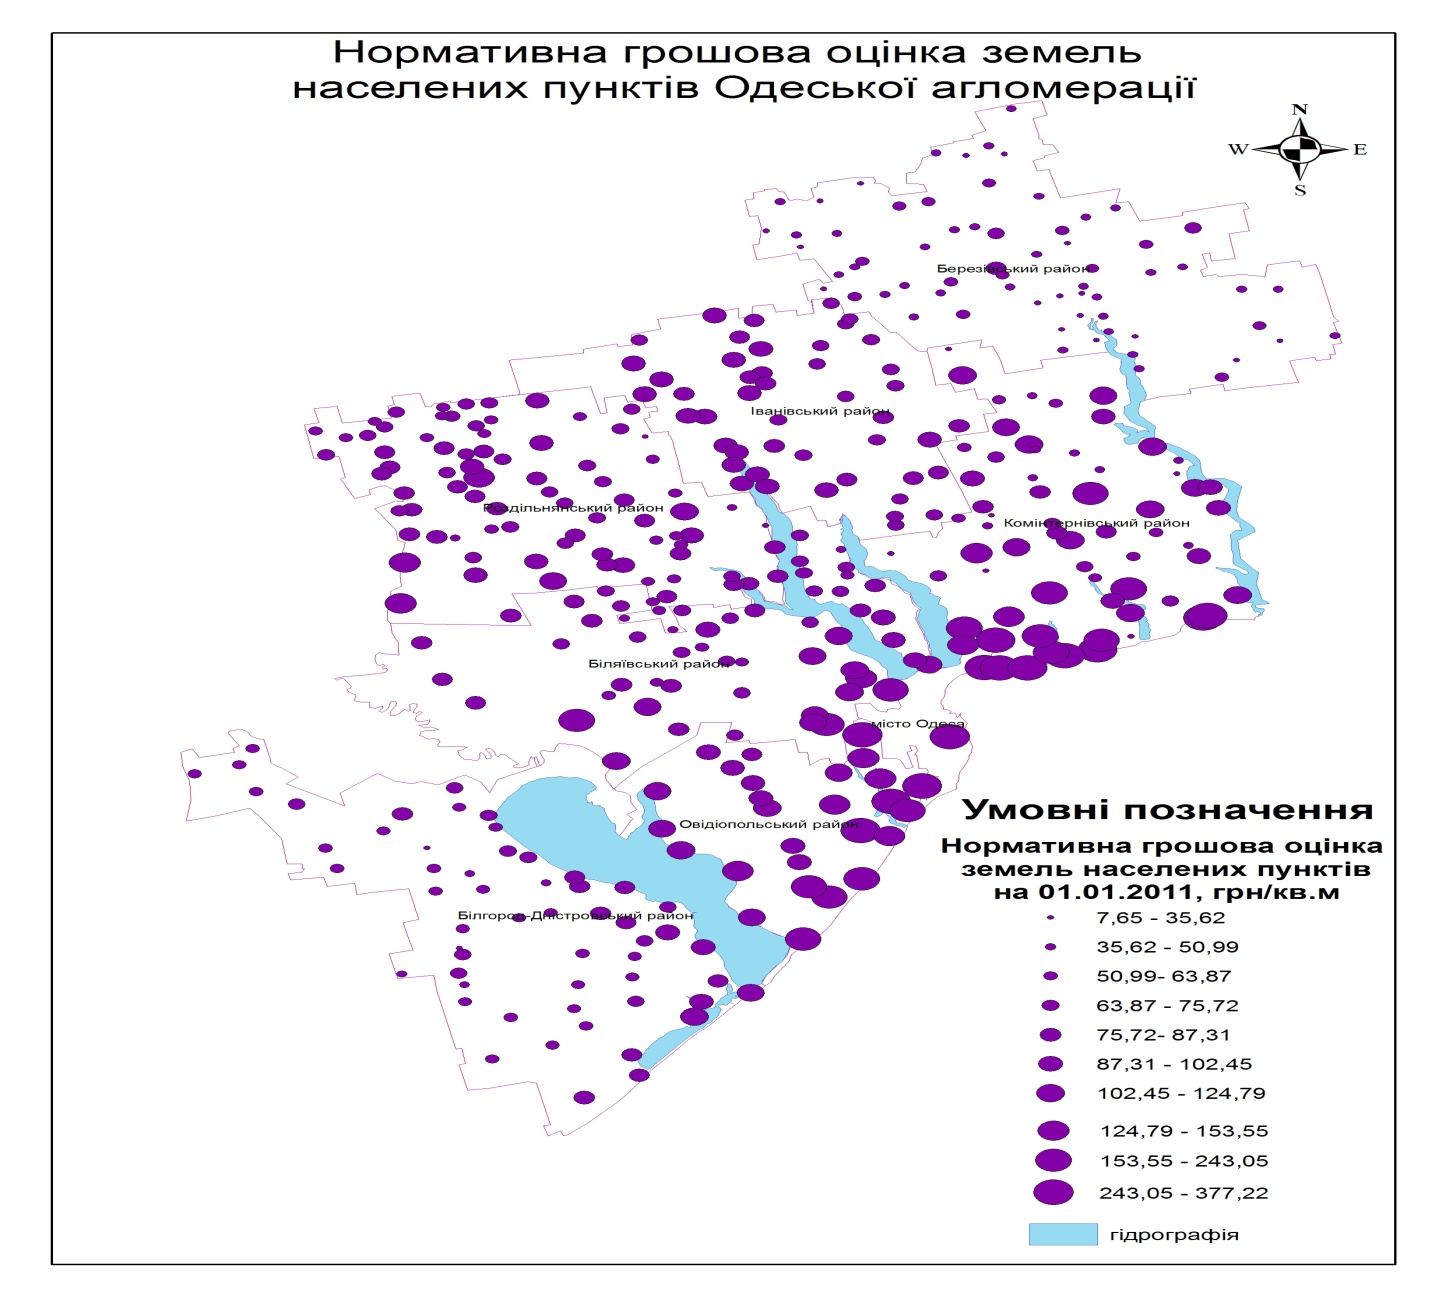 Нормативна грошова оцінка земель
населених пунктів Одеської агломерації
N
W E
S
Березівський район
Іванівський район
Роздільнянський район
Комінтернівський район
Біляївський район
місто Одеса
Овідіопольський район
Білгород-Дністровський район
Умовні позначення
Нормативна грошова оцінка
земель населених пунктів
на 01.01.2011, грн/кв.м
7,65 - 35,62
35,62 - 50,99
50,99- 63,87
63,87 - 75,72
75,72- 87,31
87,31 - 102,45
102,45 - 124,79
124,79 - 153,55
153,55 - 243,05
243,05 - 377,22
гідрографія